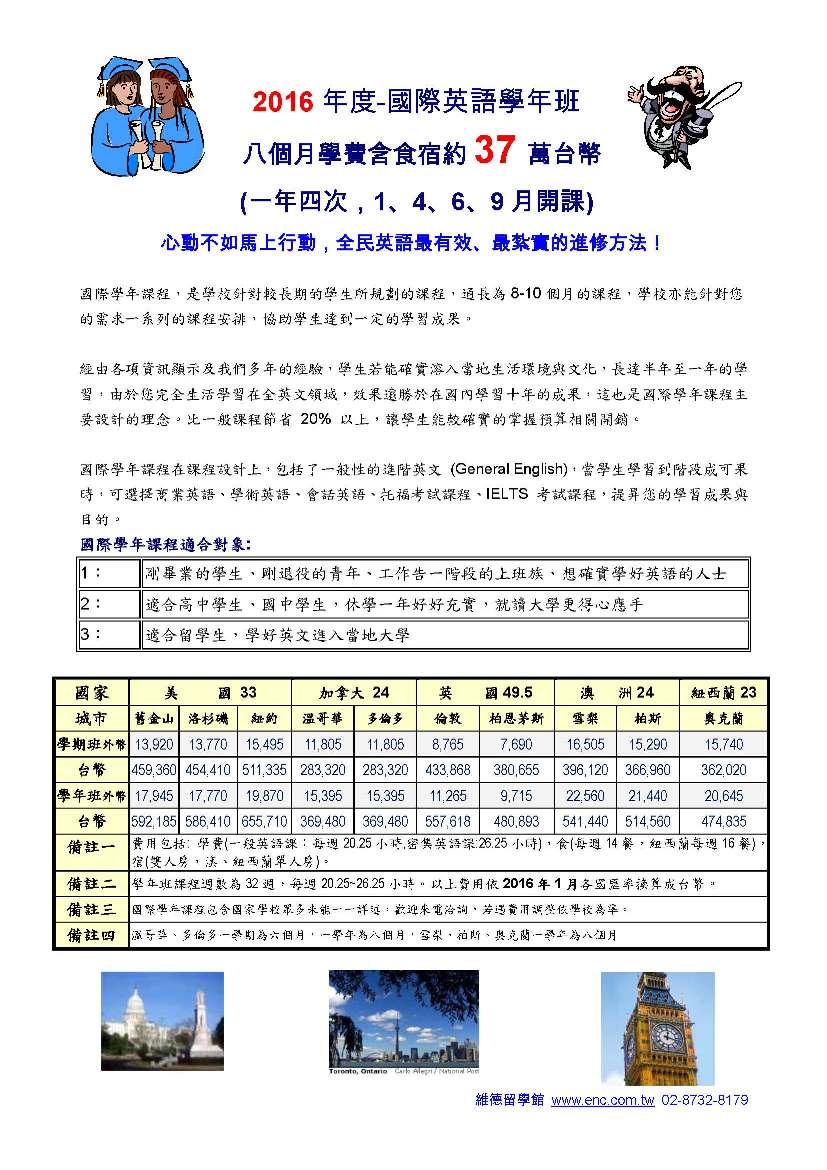 2016 年度-國際英語學年班
八個月學費含食宿約 37 萬台幣
(一年四次，1、4、6、9 月開課)
心動不如馬上行動，全民英語最有效、最紮實的進修方法！
國際學年課程，是學校針對較長期的學生所規劃的課程，通長為 8-10 個月的課程，學校亦能針對您
的需求一系列的課程安排，協助學生達到一定的學習成果。
經由各項資訊顯示及我們多年的經驗，學生若能確實溶入當地生活環境與文化，長達半年至一年的學
習，由於您完全生活學習在全英文領域，效果遠勝於在國內學習十年的成果，這也是國際學年課程主
要設計的理念。比一般課程節省 20% 以上，讓學生能較確實的掌握預算相關開銷。
國際學年課程在課程設計上，包括了一般性的進階英文 (General English)，當學生學習到階段成可果
時，可選擇商業英語、學術英語、會話英語、托福考試課程、IELTS 考試課程，提昇您的學習成果與
目的。
國際學年課程適合對象:
1： 剛畢業的學生、剛退役的青年、工作告一階段的上班族、想確實學好英語的人士
2： 適合高中學生、國中學生，休學一年好好充實，就讀大學更得心應手
3： 適合留學生，學好英文進入當地大學
國家 美 國 33 加拿大 24 英 國 49.5 澳 洲 24 紐西蘭 23
城市 舊金山 洛杉磯 紐約 溫哥華 多倫多 倫敦 柏恩茅斯 雪梨 柏斯 奧克蘭
學期班外幣 13,920 13,770 15,495 11,805 11,805 8,765 7,690 16,505 15,290 15,740
台幣 459,360 454,410 511,335 283,320 283,320 433,868 380,655 396,120 366,960 362,020
學年班外幣 17,945 17,770 19,870 15,395 15,395 11,265 9,715 22,560 21,440 20,645
台幣 592,185 586,410 655,710 369,480 369,480 557,618 480,893 541,440 514,560 474,835
備註一 費用包括: 學費(一般英語課：每週 20.25 小時,密集英語課:26.25 小時)，食(每週 14 餐，紐西蘭每週 16 餐)，
宿(雙人房，澳、紐西蘭單人房)。
備註二 學年班課程週數為 32 週，每週 20.25~26.25 小時。以上費用依 2016 年 1 月各國匯率換算成台幣。
備註三 國際學年課程包含國家學校眾多未能一一詳述，歡迎來電洽詢，若遇費用調漲依學校為準。
備註四 溫哥華、多倫多一學期為六個月，一學年為八個月，雪梨、柏斯、奧克蘭一學年為八個月
Toronto, Ontario Carlo Allegri / National Post
維德留學館 www.enc.com.tw 02-8732-8179